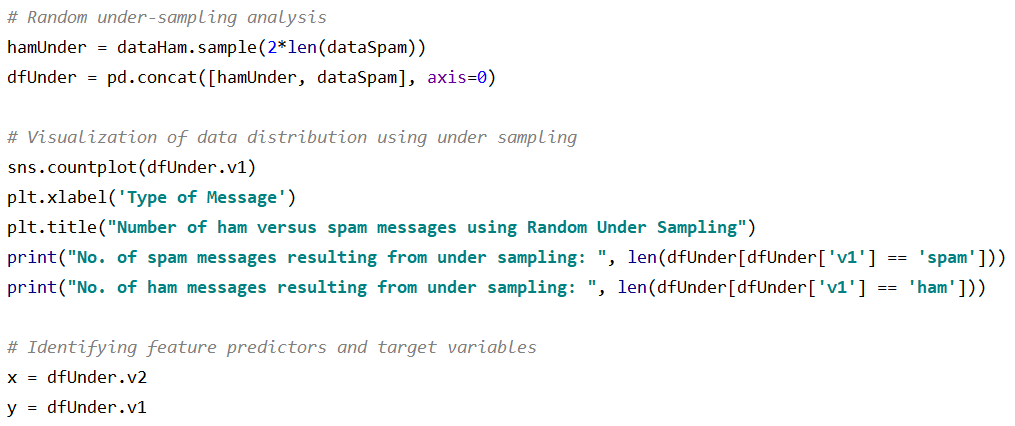 # Random under-sampling analysis
hamUnder = dataHam.sample(2*len(dataSpam))
dfUnder = pd.concat([hamUnder, dataSpam], axis=0)
# Visualization of data distribution using under sampling
sns.countplot(dfUnder.v1)
plt.xlabel('Type of Message')
plt.title("Number of ham versus spam messages using Random Under Sampling")
print("No. of spam messages resulting from under sampling: ", len(dfUnder[dfUnder['v1'] == 'spam']))
print("No. of ham messages resulting from under sampling: ", len(dfUnder[dfUnder['v1'] == 'ham']))
# Identifying feature predictors and target variables
x = dfUnder.v2
y = dfUnder.v1